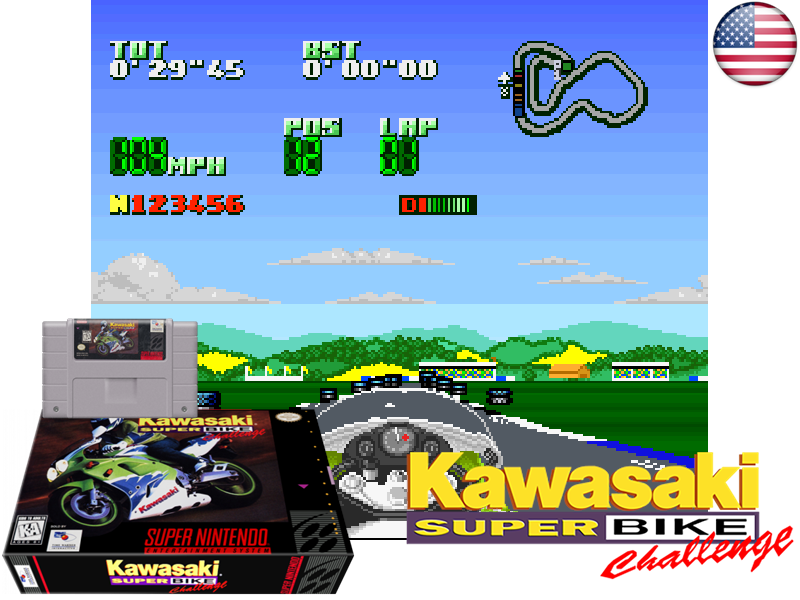 TOT BST
0'29"45 0'00"00
POS LAP
MPH
N123456
D
Kawasaki
SUPER BIKE
Challenge
Kawasaki
K-A
SUPER NINTENDO
ENTERTAINMENT SYSTEM
Kawasaki
SUPER BIKE
Challenge
Kawasaki
SUPER BIKE
Challenge